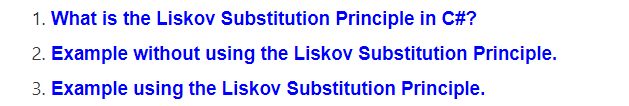 1. What is the Liskov Substitution Principle in C#?
2. Example without using the Liskov Substitution Principle.
3. Example using the Liskov Substitution Principle.